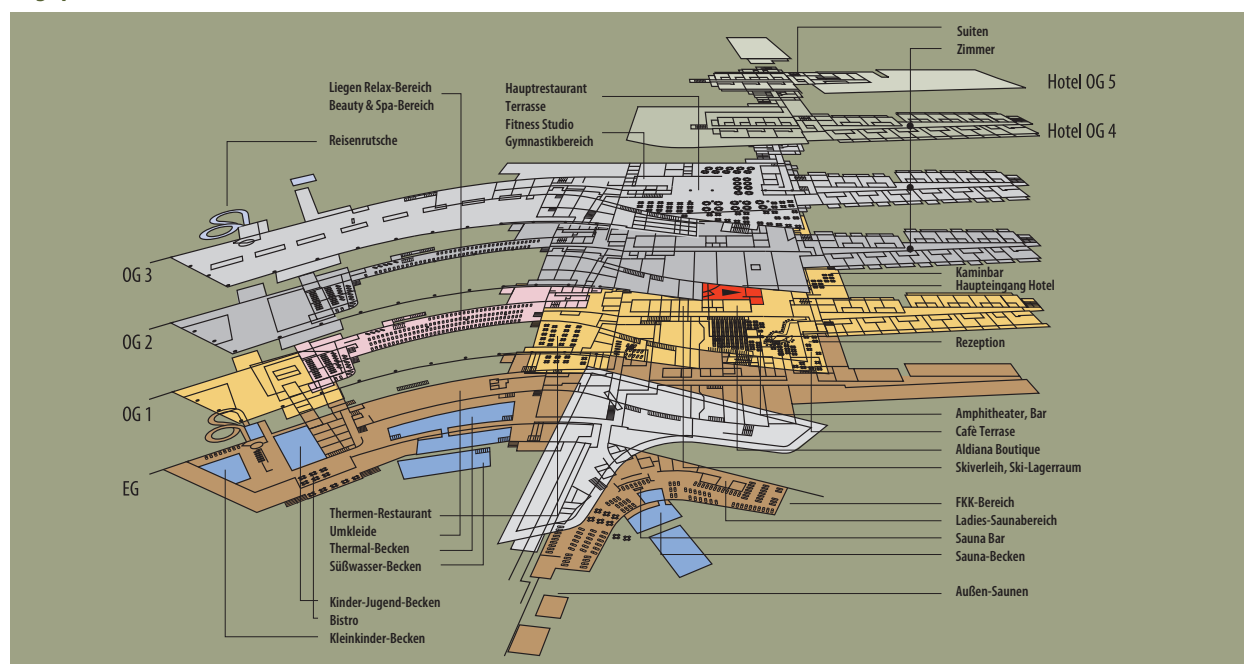 Suiten
Zimmer
Hotel OG 5
Hotel OG 4
Liegen Relax-Bereich
Beauty & Spa-Bereich
Reisenrutsche
Hauptrestaurant
Terrasse
Fitness Studio
Gymnastikbereich
OG 3
OG 2
OG 1
EG
Kaminbar
Haupteingang Hotel
Rezeption
Amphitheater, Bar
Cafè Terrase
Aldiana Boutique
Skiverleih, Ski-Lagerraum
FKK-Bereich
Ladies-Saunabereich
Sauna Bar
Sauna-Becken
Außen-Saunen
Thermen-Restaurant
Umkleide
Thermal-Becken
Süßwasser-Becken
Kinder-Jugend-Becken
Bistro
Kleinkinder-Becken